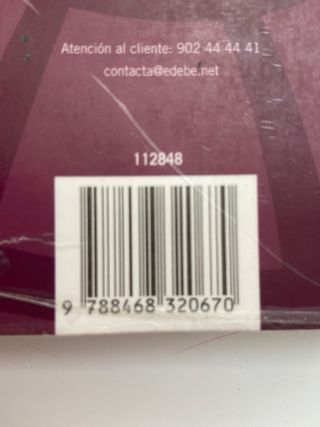 Atención al cliente: 902 44 44 41
contacta@edebe.net
112848
9 788468 320670